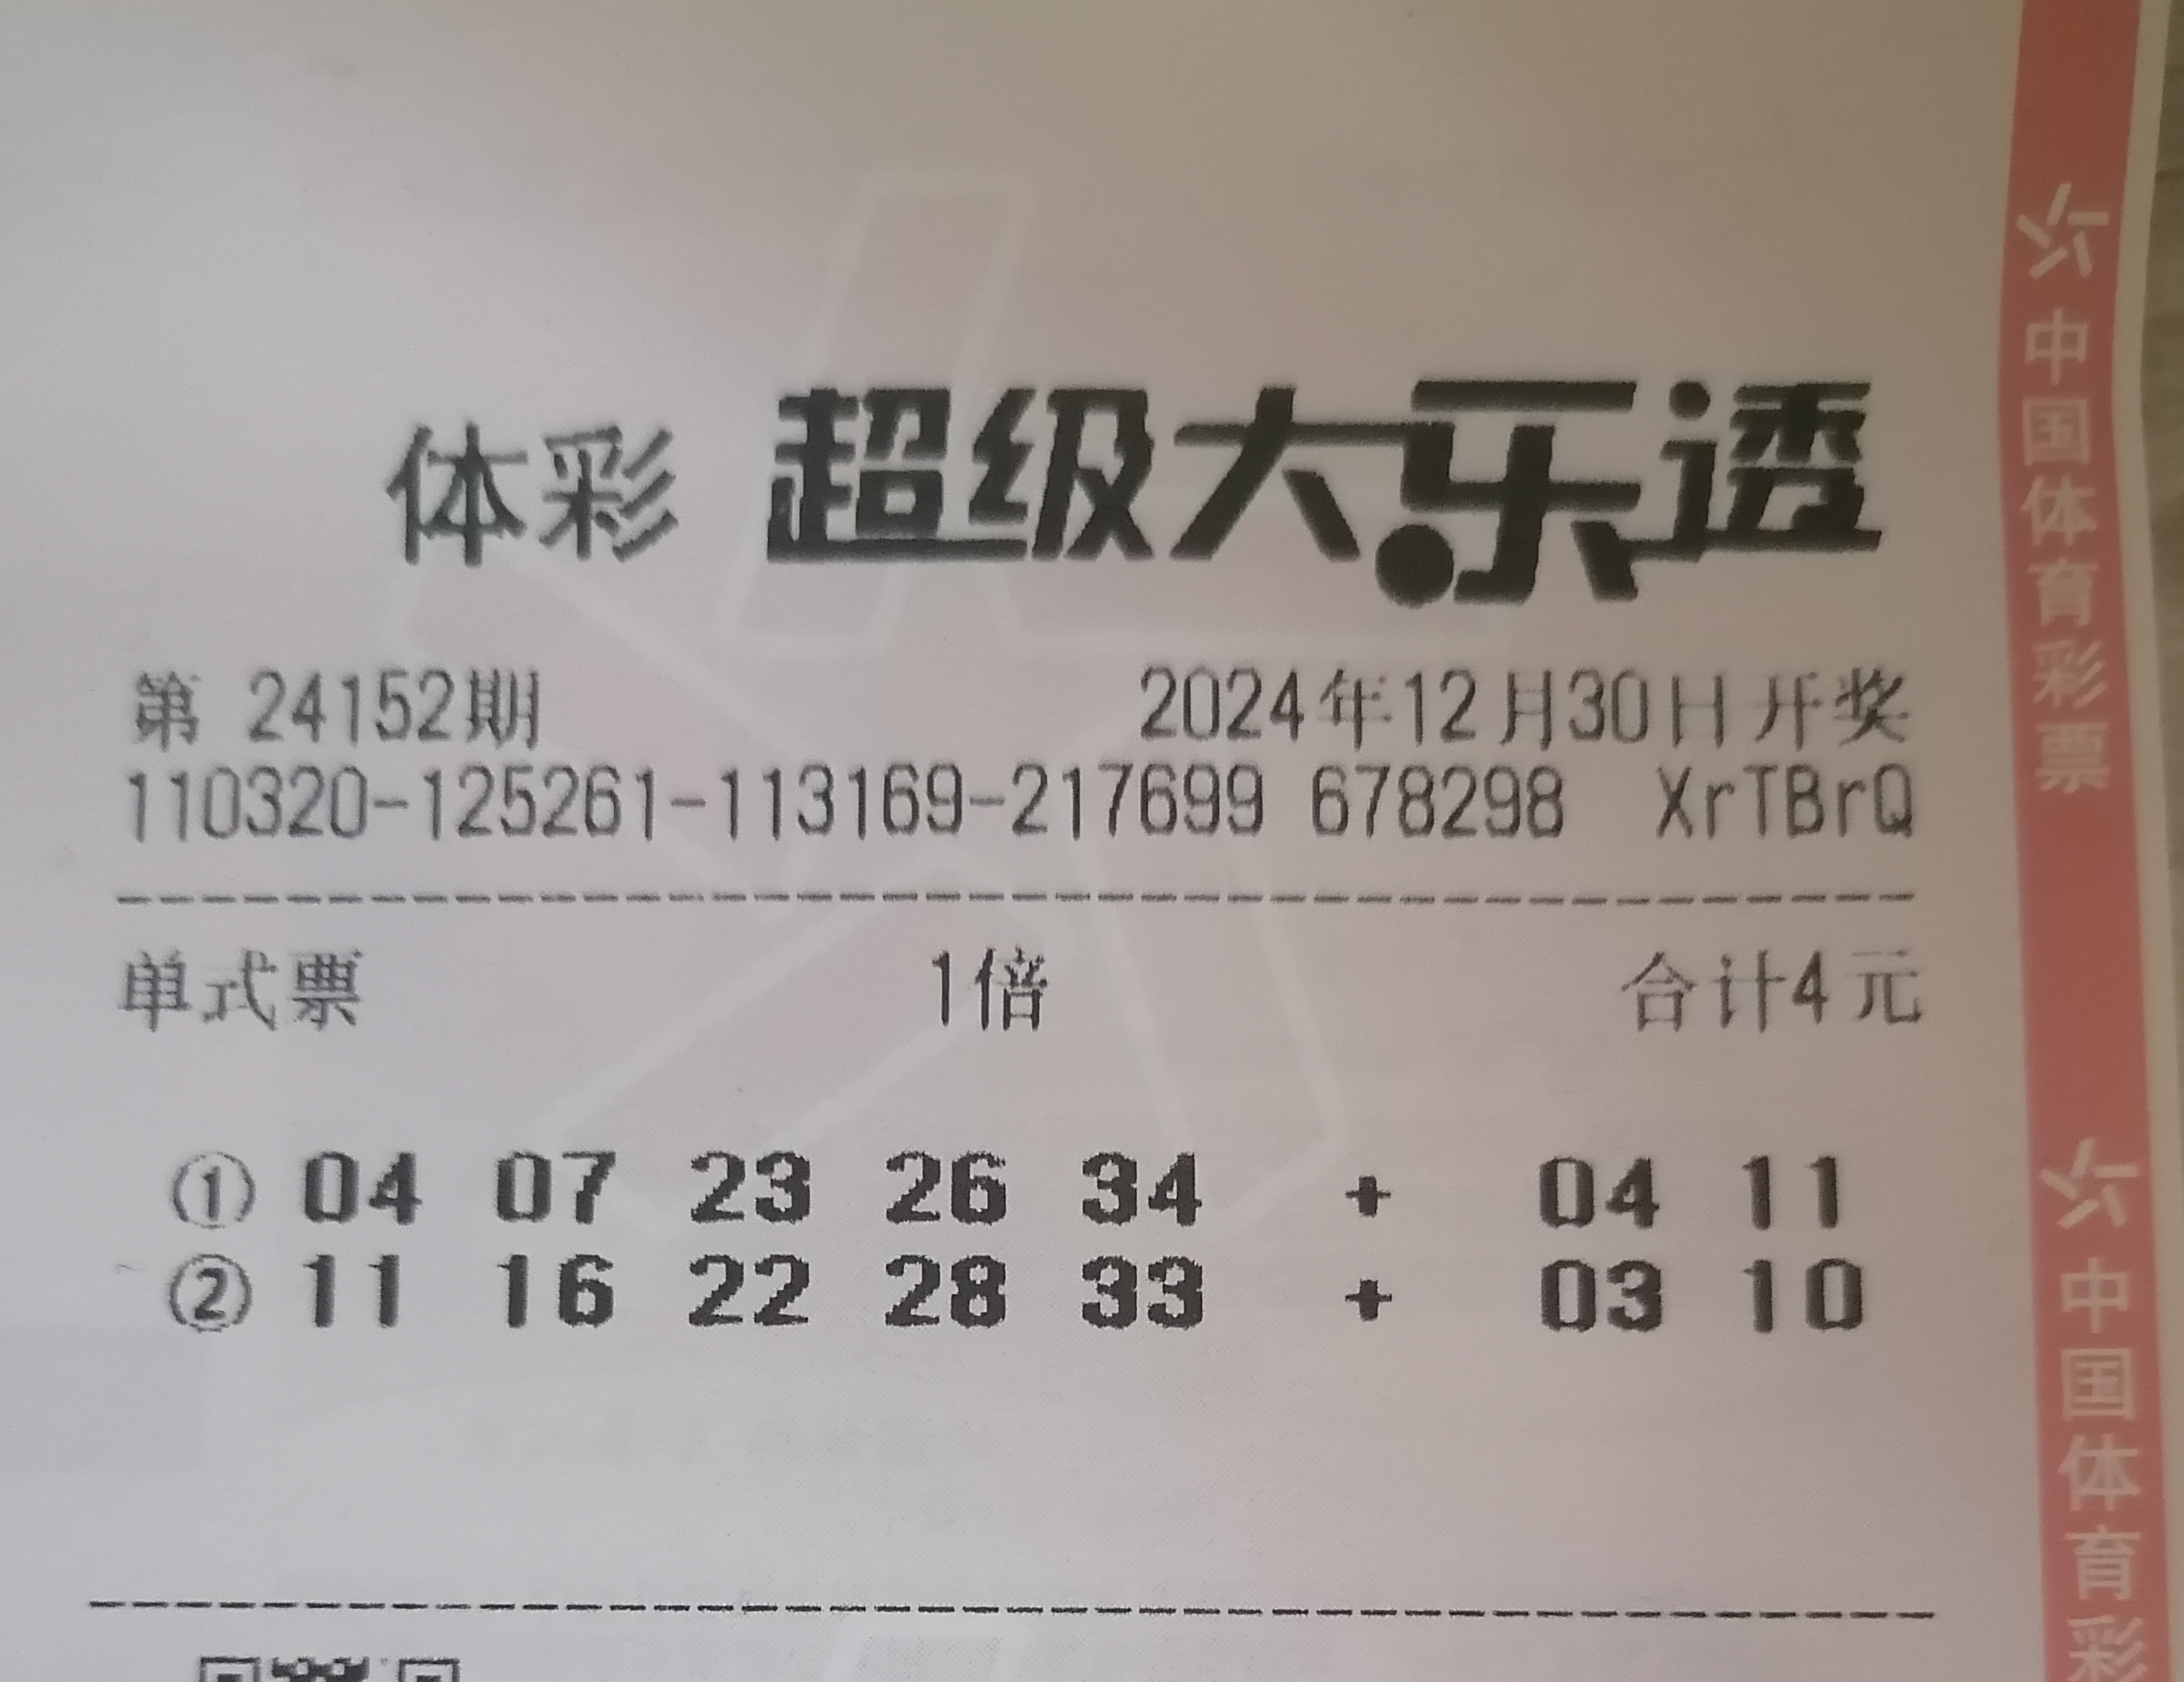 体彩 超级大乐透
第 24152期 2024年12月30日开奖
110320-125261-113169-217699 678298 XrTBrQ
单式票 1倍 合计4元
① 04 07 23 26 34 + 04 11
② 11 16 22 28 33 + 03 10
中国体育彩票
中国体育彩